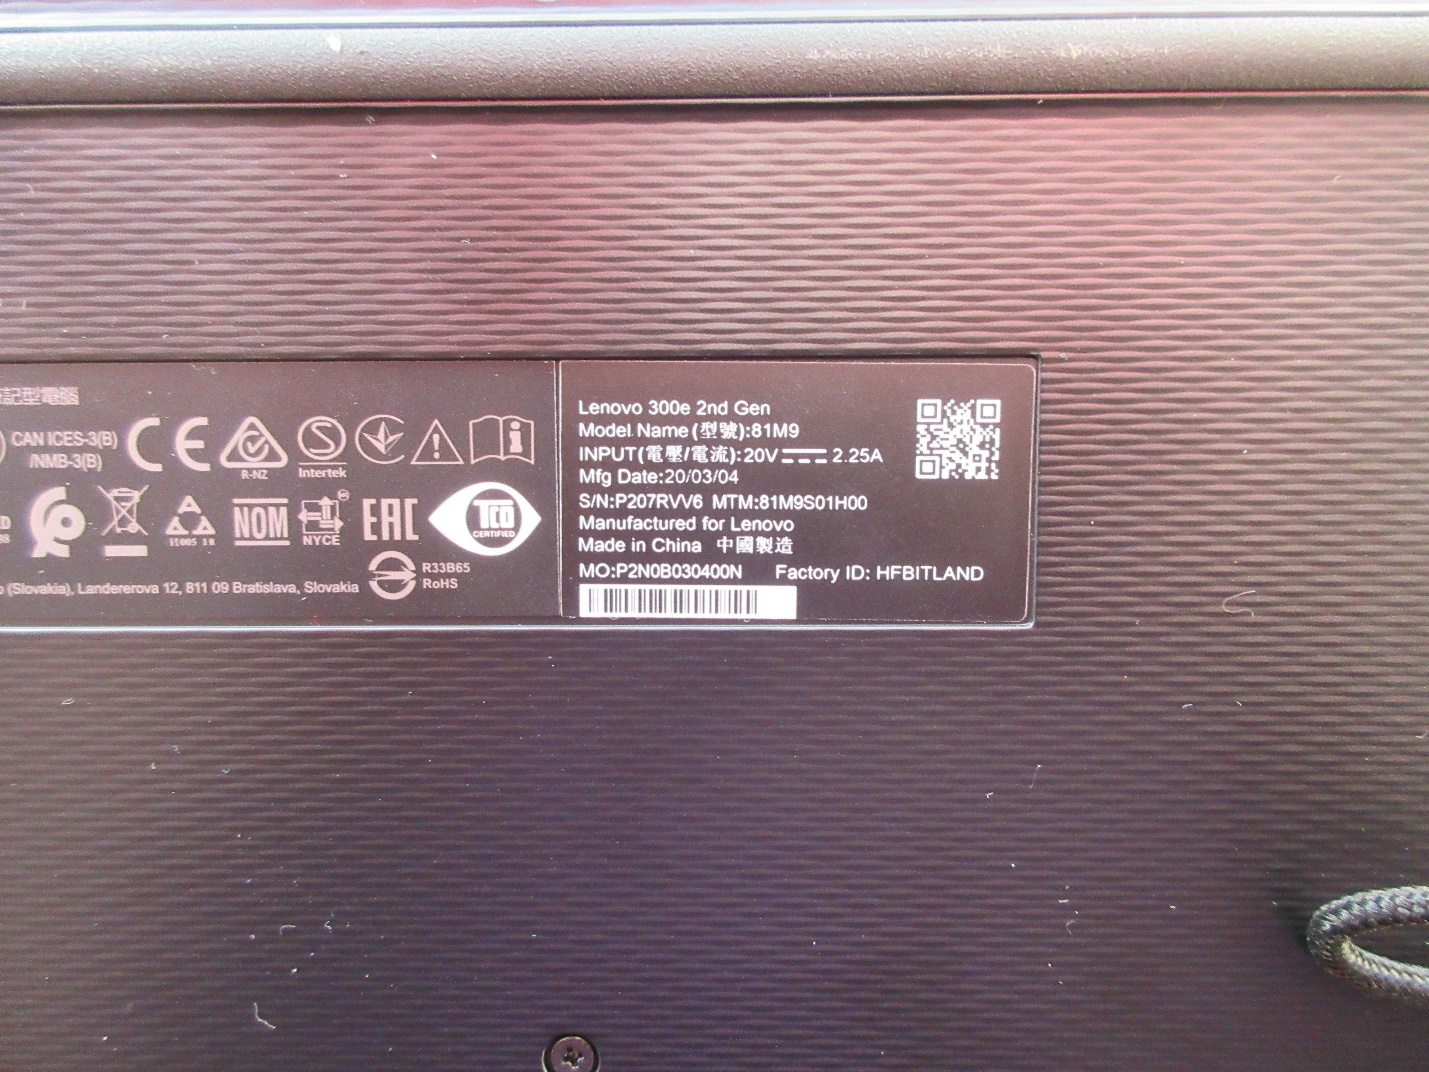 記型電腦
CAN ICES-3(B)
/NMB-3(B)
CE
R-NZ
S
Intertek
NOM
NYCE
EAC
TCO
CERTIFIED
R33B65
RoHS
(Slovakia), Landererova 12, 811 09 Bratislava, Slovakia
Lenovo 300e 2nd Gen
Model Name(型號):81M9
INPUT(電壓/電流):20V 2.25A
Mfg Date:20/03/04
S/N:P207RVV6 MTM:81M9S01H00
Manufactured for Lenovo
Made in China 中國製造
MO:P2N0B030400N Factory ID: HFBITLAND